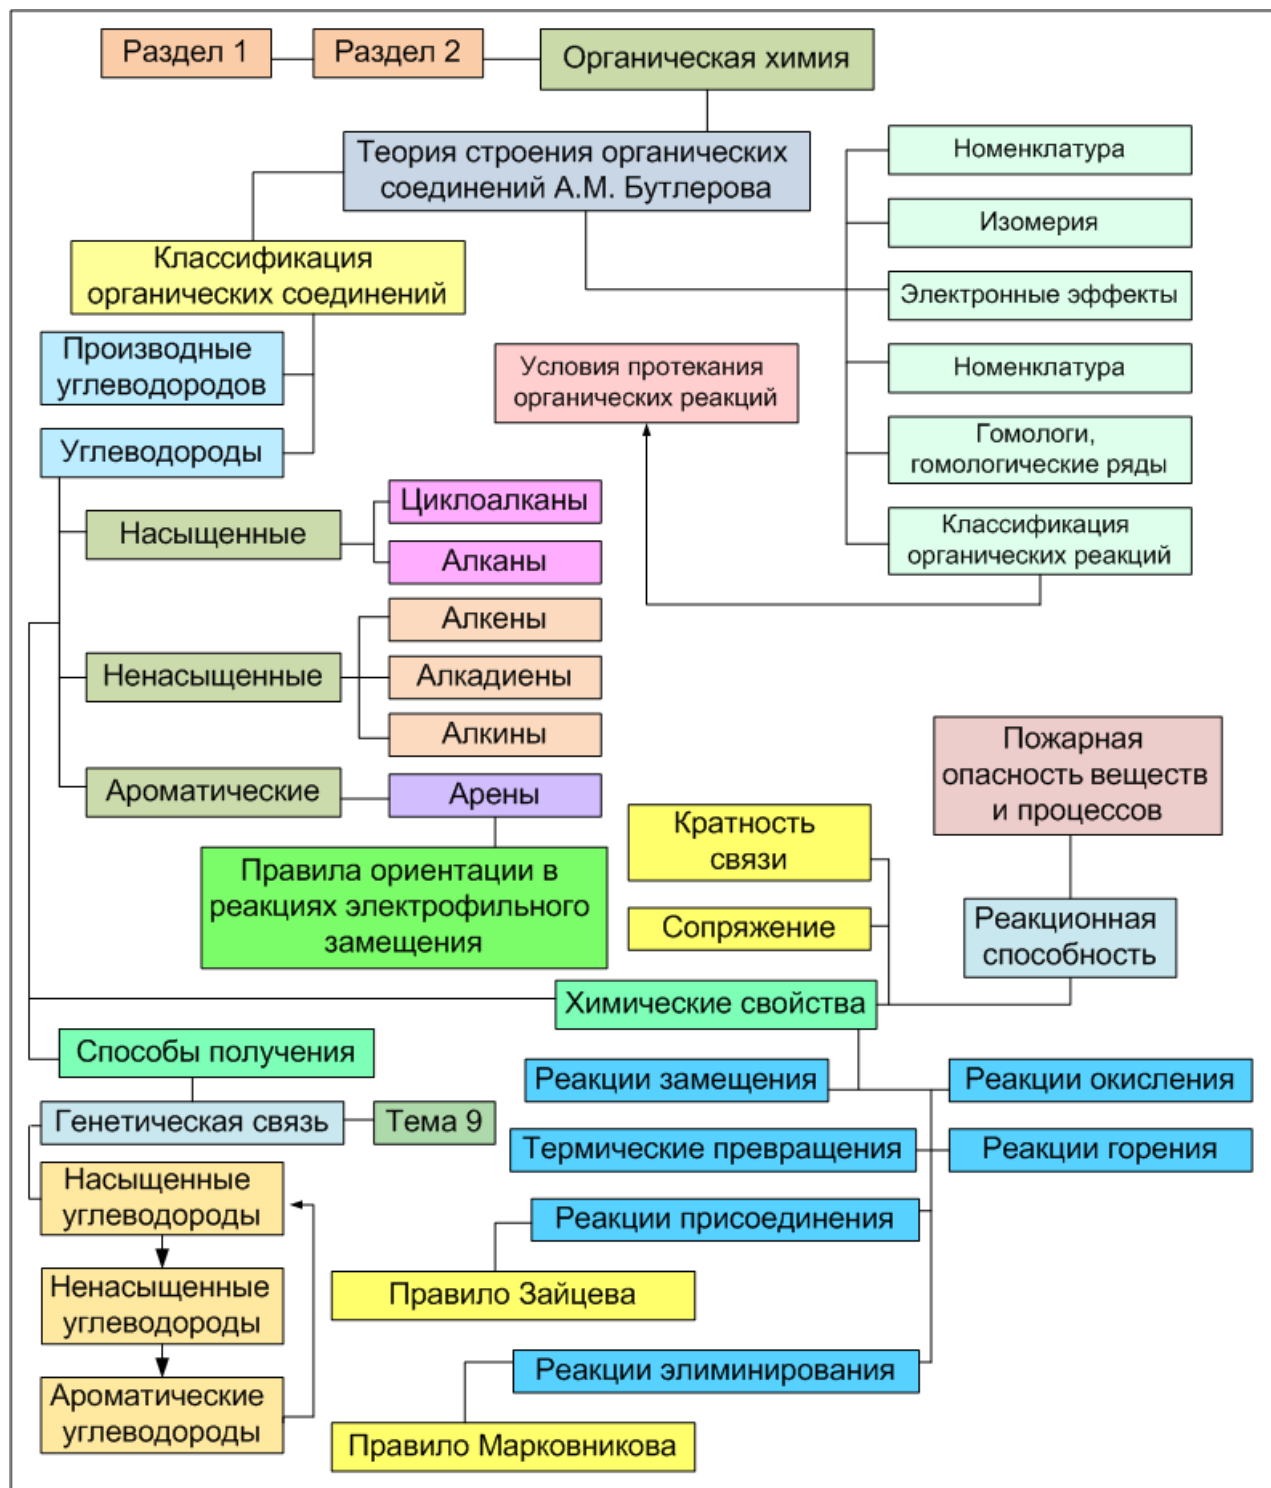 Раздел 1
Раздел 2
Органическая химия
Теория строения органических
соединений А.М. Бутлерова
Номенклатура
Изомерия
Электронные эффекты
Номенклатура
Гомологи,
гомологические ряды
Классификация
органических реакций
Условия протекания
органических реакций
Классификация
органических соединений
Производные
углеводородов
Углеводороды
Насыщенные
Циклоалканы
Алканы
Ненасыщенные
Алкены
Алкадиены
Алкины
Ароматические
Арены
Правила ориентации в
реакциях электрофильного
замещения
Кратность
связи
Сопряжение
Пожарная
опасность веществ
и процессов
Реакционная
способность
Химические свойства
Способы получения
Генетическая связь
Тема 9
Насыщенные
углеводороды
Ненасыщенные
углеводороды
Ароматические
углеводороды
Реакции замещения
Реакции окисления
Термические превращения
Реакции горения
Реакции присоединения
Правило Зайцева
Реакции элиминирования
Правило Марковникова